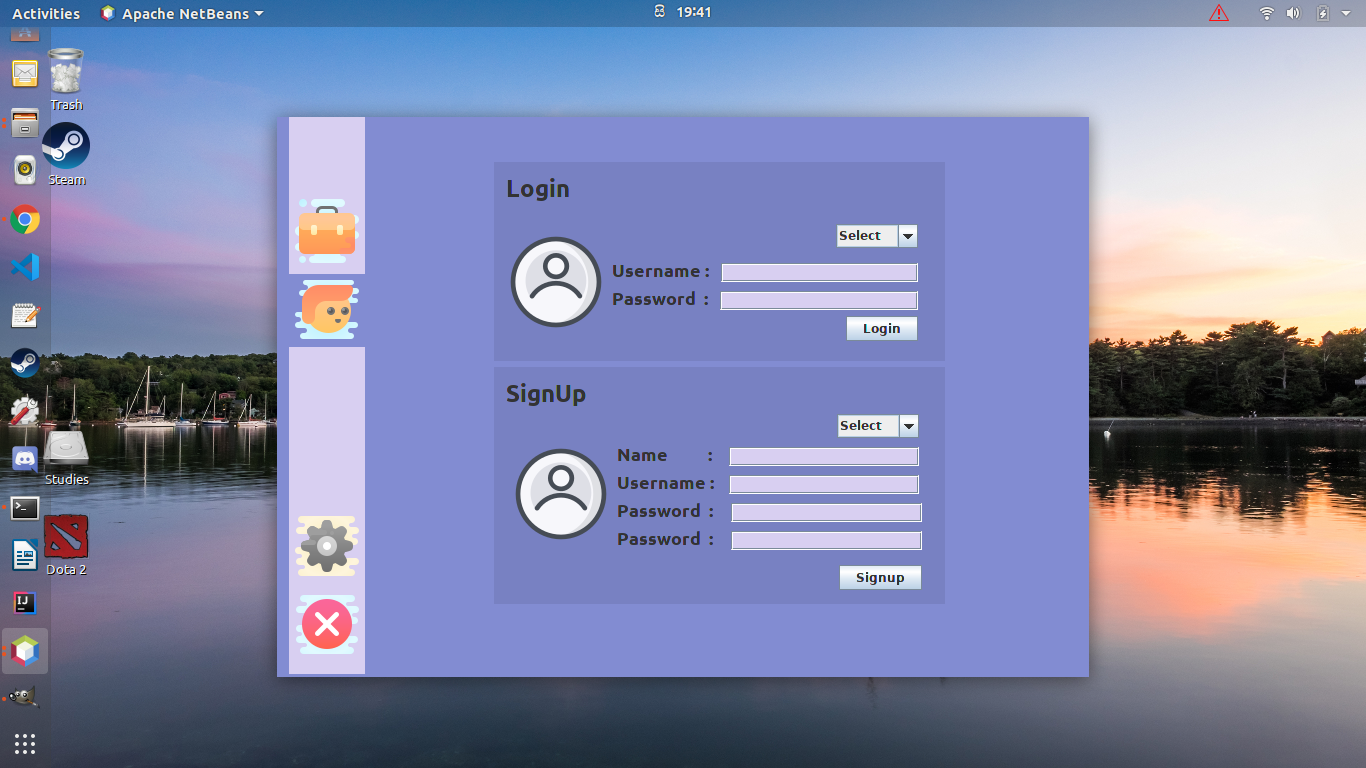 Activities
Apache NetBeans
19:41
Trash
Steam
Studies
Dota 2
IJ
Login
Select
Username :
Password :
Login
SignUp
Select
Name :
Username :
Password :
Password :
Signup